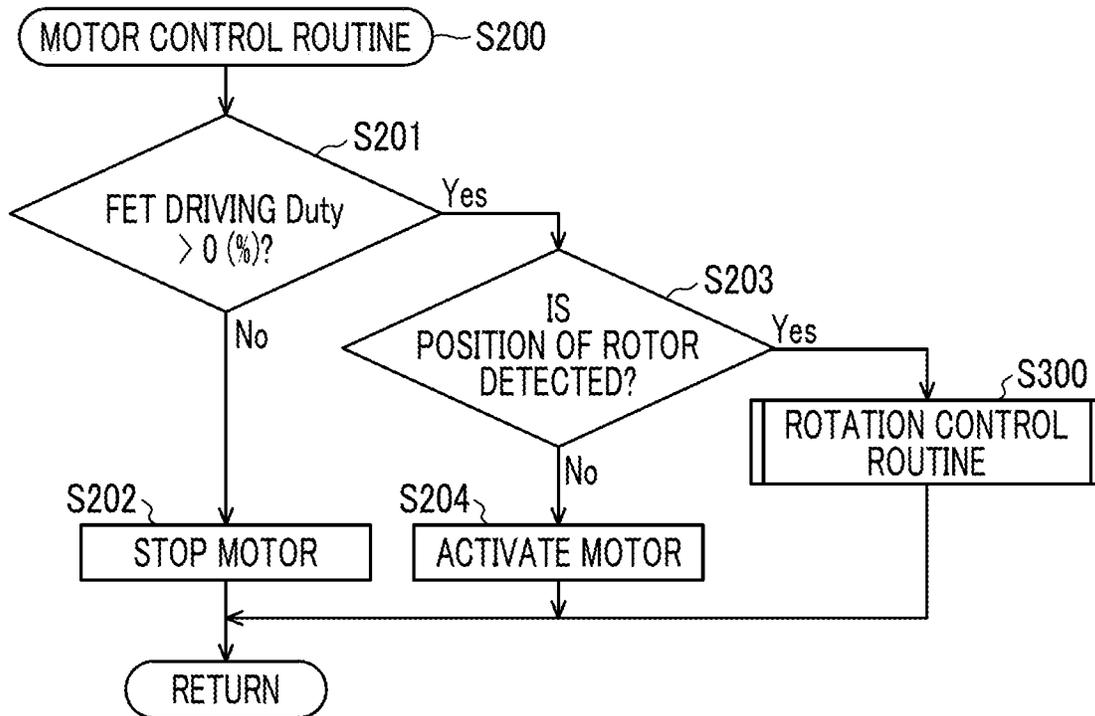 MOTOR CONTROL ROUTINE
S200
S201
FET DRIVING Duty
> 0 (%)?
Yes
No
S203
IS
POSITION OF ROTOR
DETECTED?
Yes
No
S300
ROTATION CONTROL
ROUTINE
S202
STOP MOTOR
S204
ACTIVATE MOTOR
RETURN